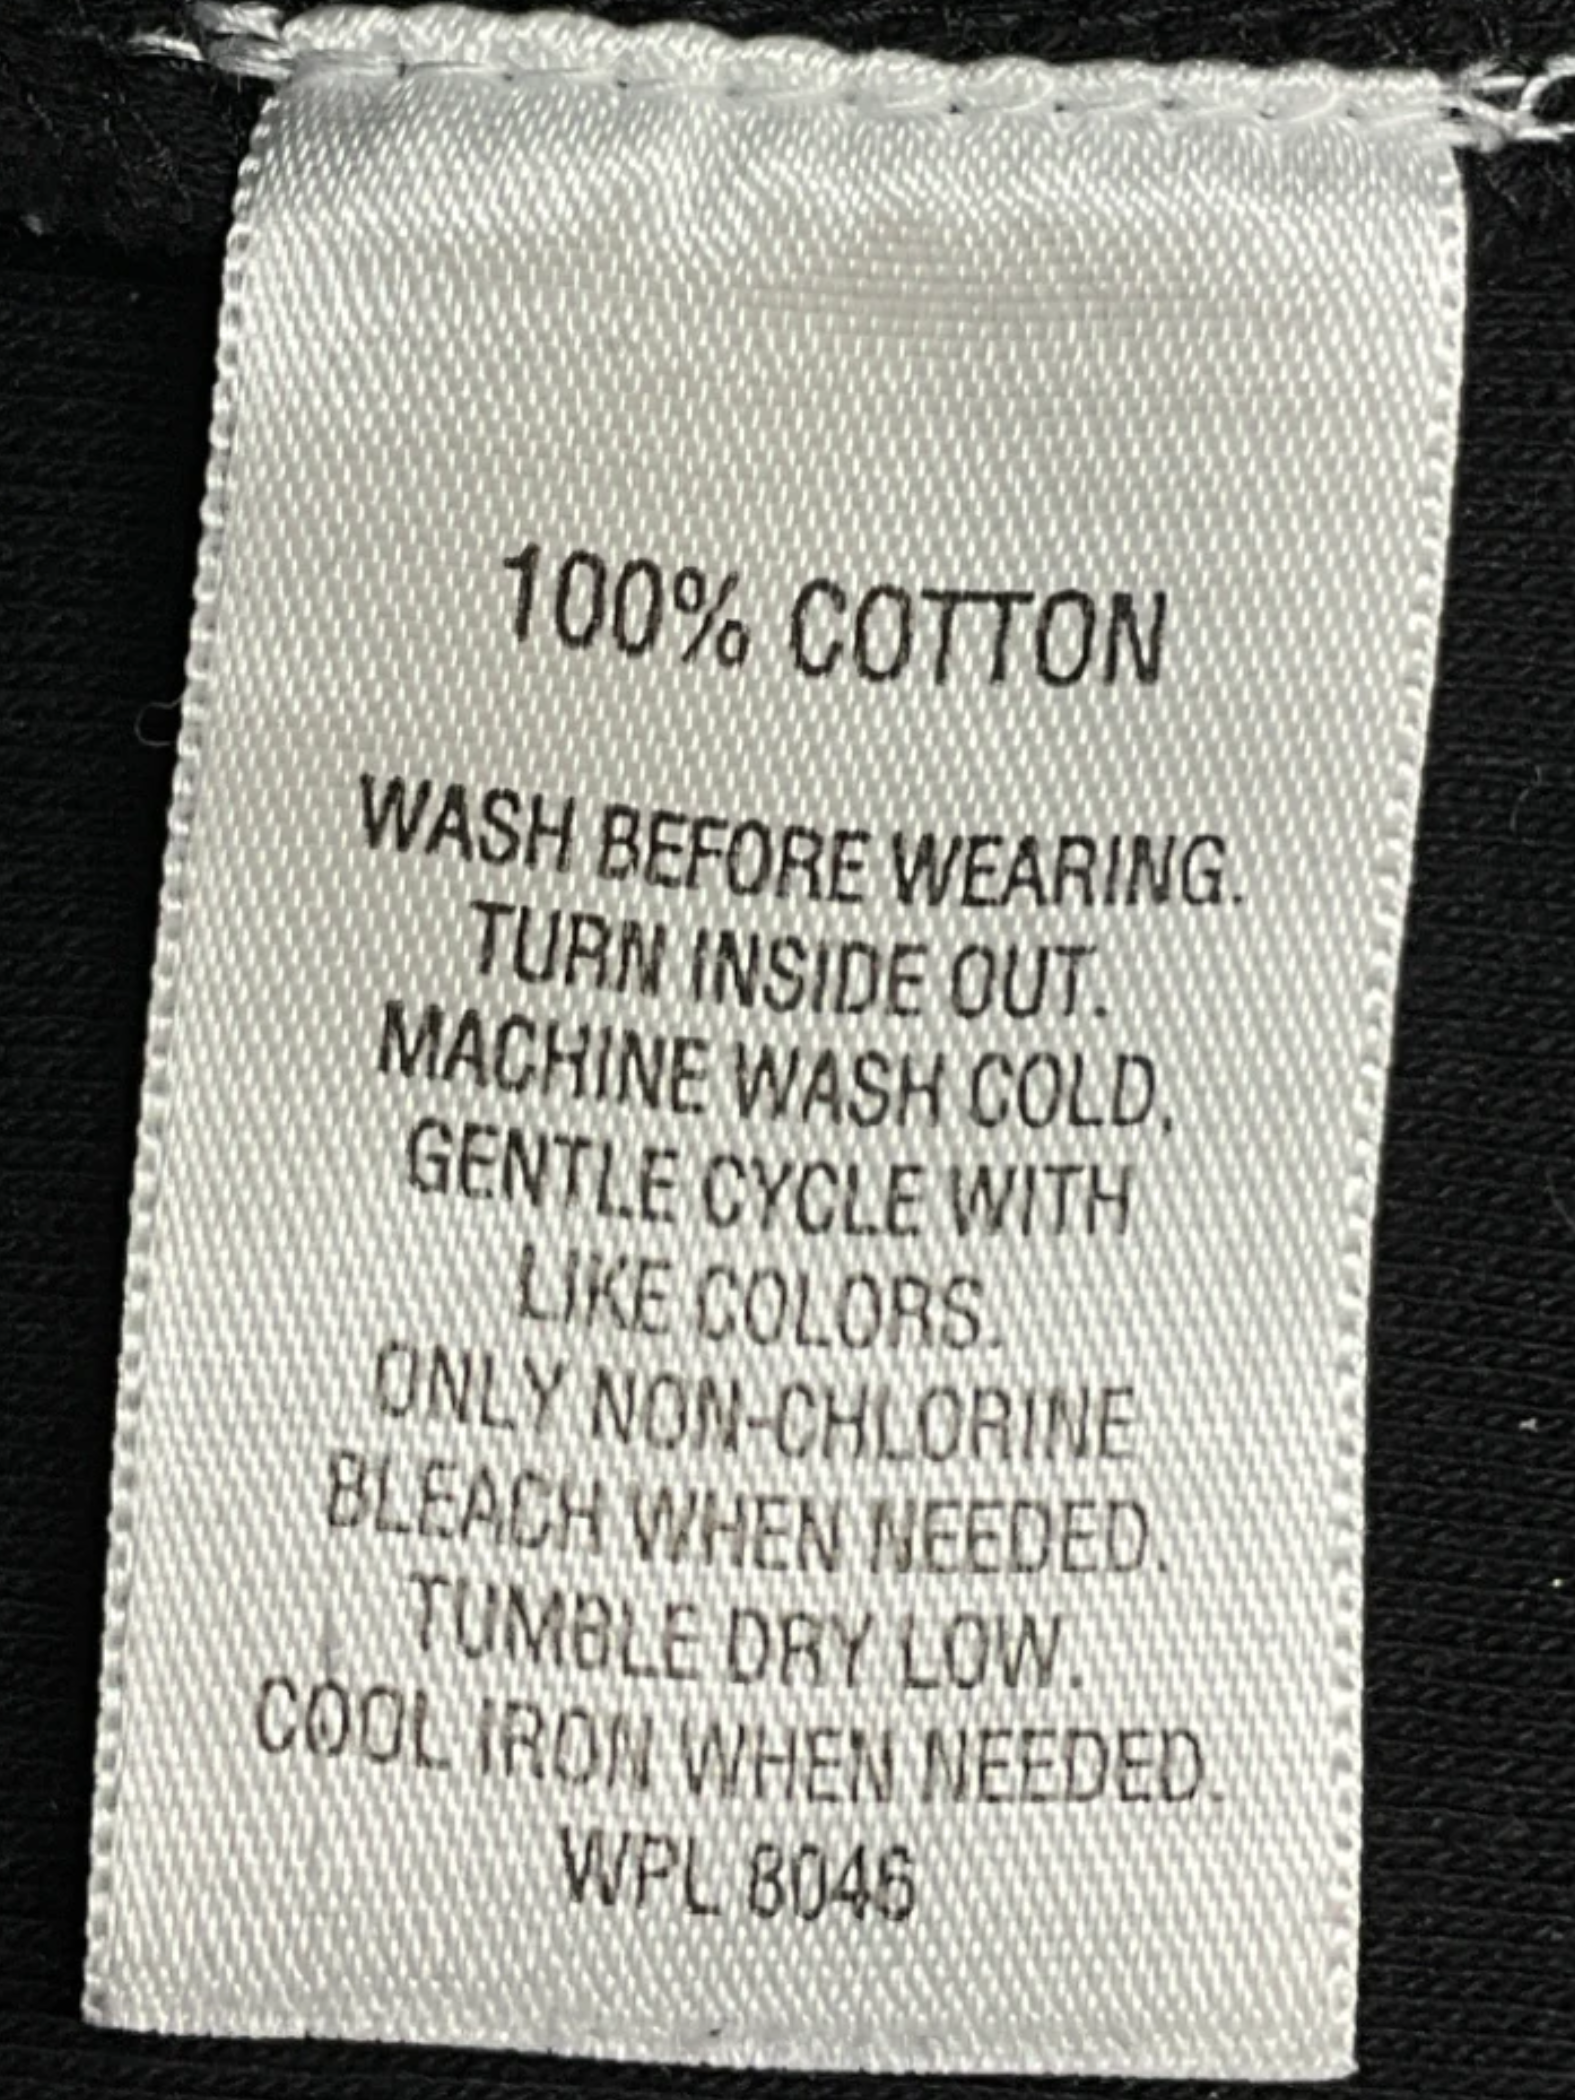 100% COTTON
WASH BEFORE WEARING.
TURN INSIDE OUT.
MACHINE WASH COLD,
GENTLE CYCLE WITH
LIKE COLORS.
ONLY NON-CHLORINE
BLEACH WHEN NEEDED.
TUMBLE DRY LOW.
COOL IRON WHEN NEEDED.
WPL 8046